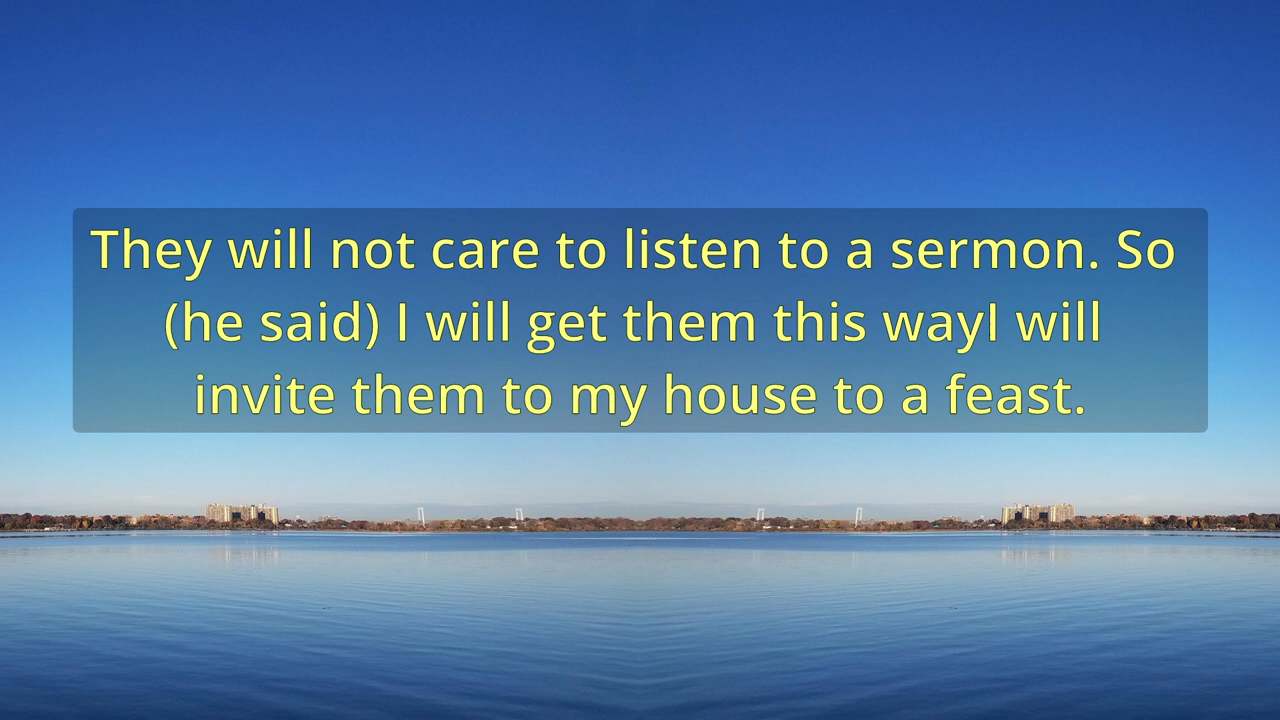 They will not care to listen to a sermon. So
(he said) I will get them this wayI will
invite them to my house to a feast.